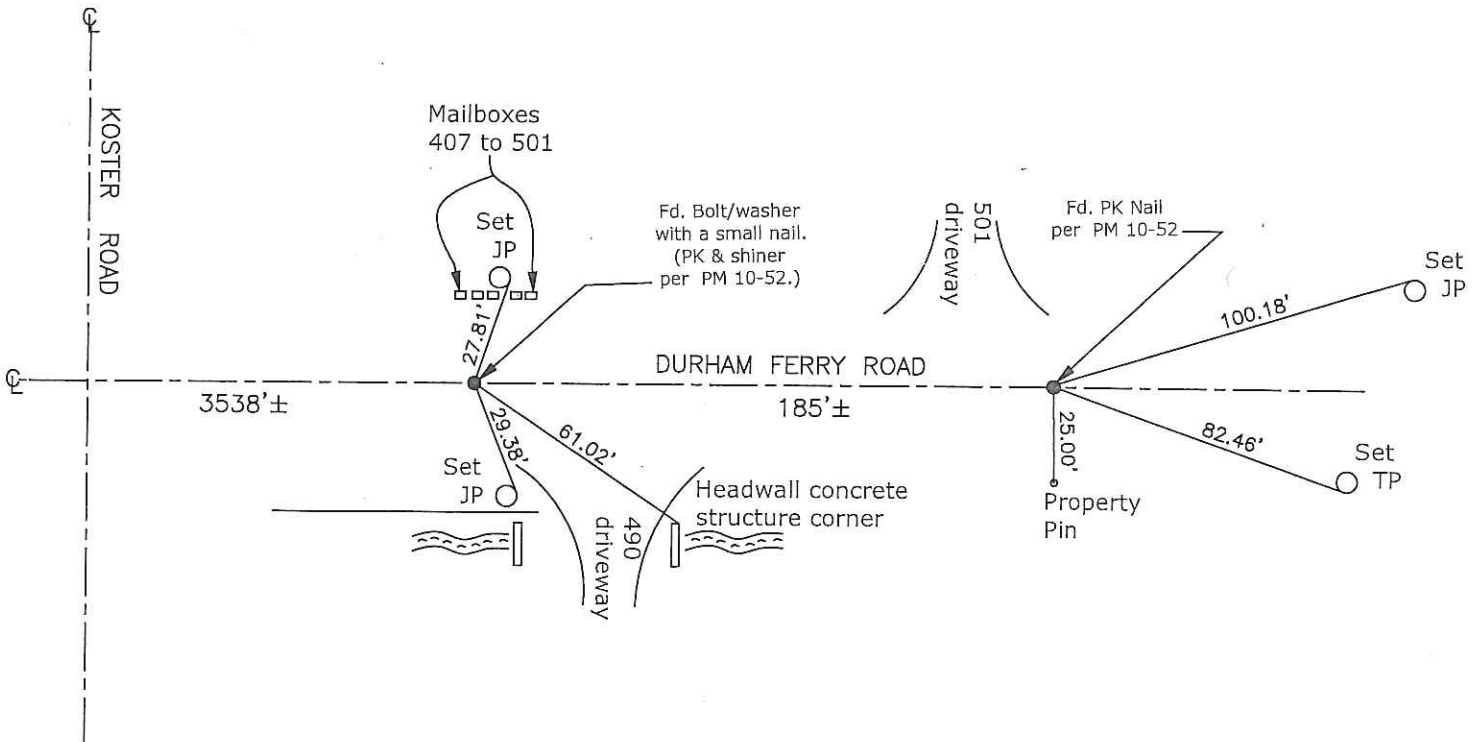 ℄
KOSTER ROAD
Mailboxes
407 to 501
Set
JP
27.81'
Fd. Bolt/washer
with a small nail.
(PK & shiner
per PM 10-52.)
501
driveway
Fd. PK Nail
per PM 10-52
Set
JP
100.18'
℄
3538'±
DURHAM FERRY ROAD
185'±
29.38'
61.02'
Set
JP
490
driveway
Headwall concrete
structure corner
25.00'
Property
Pin
82.46'
Set
TP